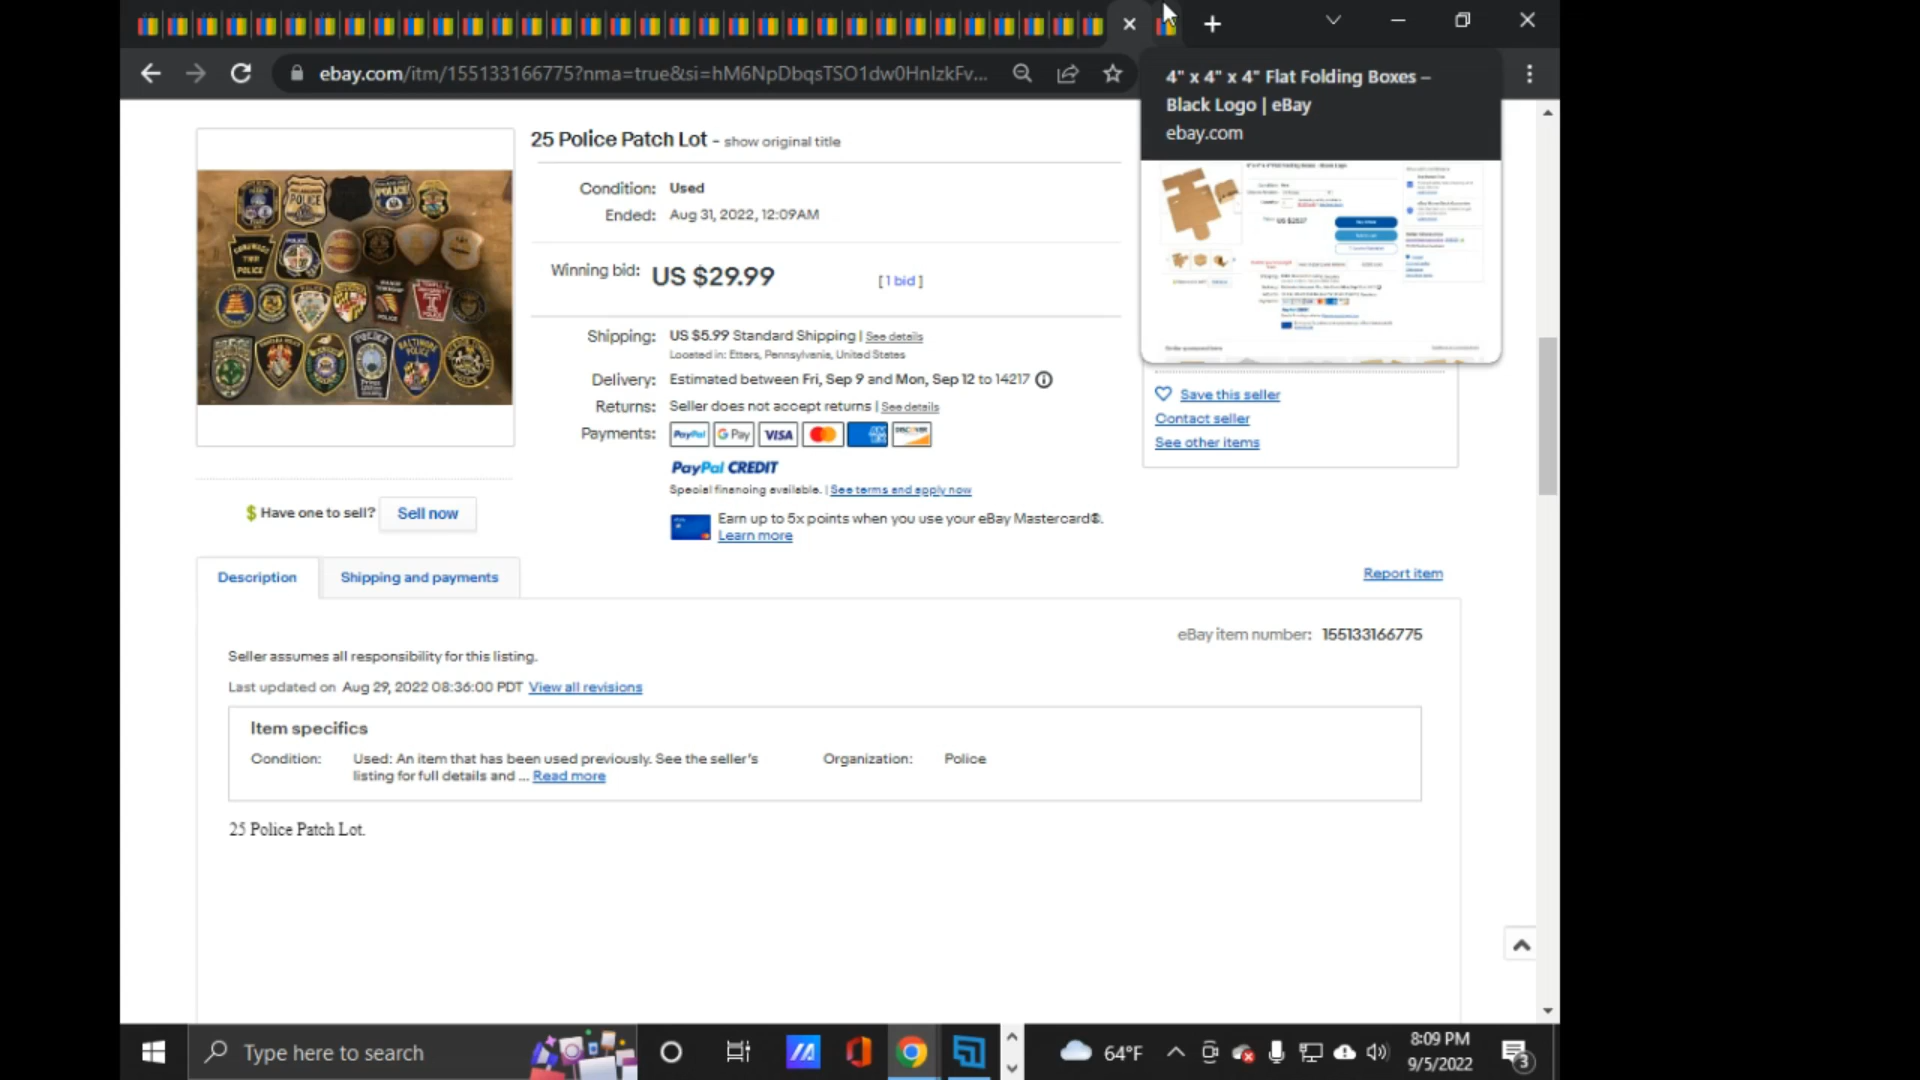 ebay.com/itm/155133166775?nma=true&si=hM6NpDbqsTSO1dw0HnIzkFv...
4" x 4" x 4" Flat Folding Boxes –
Black Logo | eBay
ebay.com
25 Police Patch Lot - show original title
Condition: Used
Ended: Aug 31, 2022, 12:09AM
Winning bid: US $29.99 [ 1 bid ]
Shipping: US $5.99 Standard Shipping | See details
Located in: Etters, Pennsylvania, United States
Delivery: Estimated between Fri, Sep 9 and Mon, Sep 12 to 14217
Returns: Seller does not accept returns | See details
Payments: PayPal G Pay VISA DISCOVER
PayPal CREDIT
Special financing available. | See terms and apply now
Earn up to 5x points when you use your eBay Mastercard®.
Learn more
Save this seller
Contact seller
See other items
$ Have one to sell? Sell now
Description Shipping and payments
Report item
eBay item number: 155133166775
Seller assumes all responsibility for this listing.
Last updated on Aug 29, 2022 08:36:00 PDT View all revisions
Item specifics
Condition: Used: An item that has been used previously. See the seller's Organization: Police
listing for full details and ... Read more
25 Police Patch Lot.
Type here to search
64°F
8:09 PM
9/5/2022
3